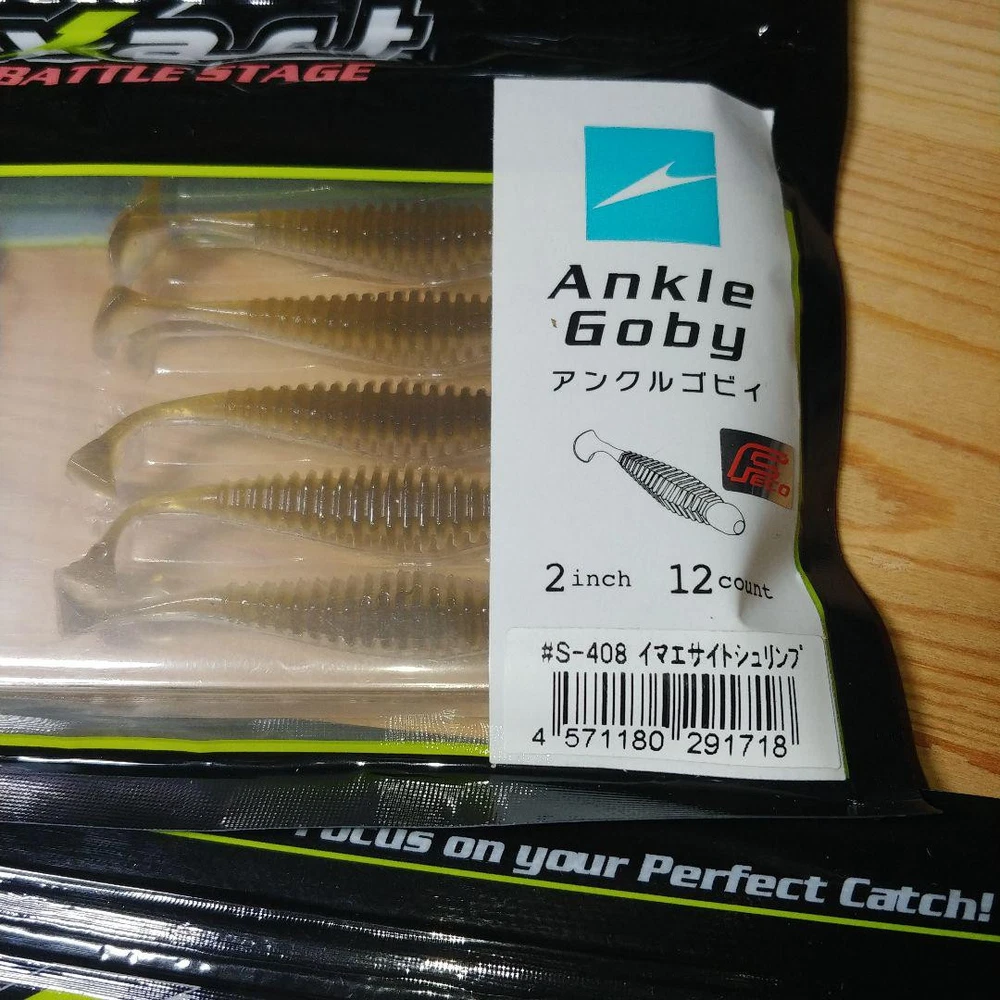 BATTLE STAGE
Ankle
Goby
アンクルゴビィ
2inch 12count
#S-408 イマエサイトシュリンプ
4 571180 291718
Focus on your Perfect Catch!